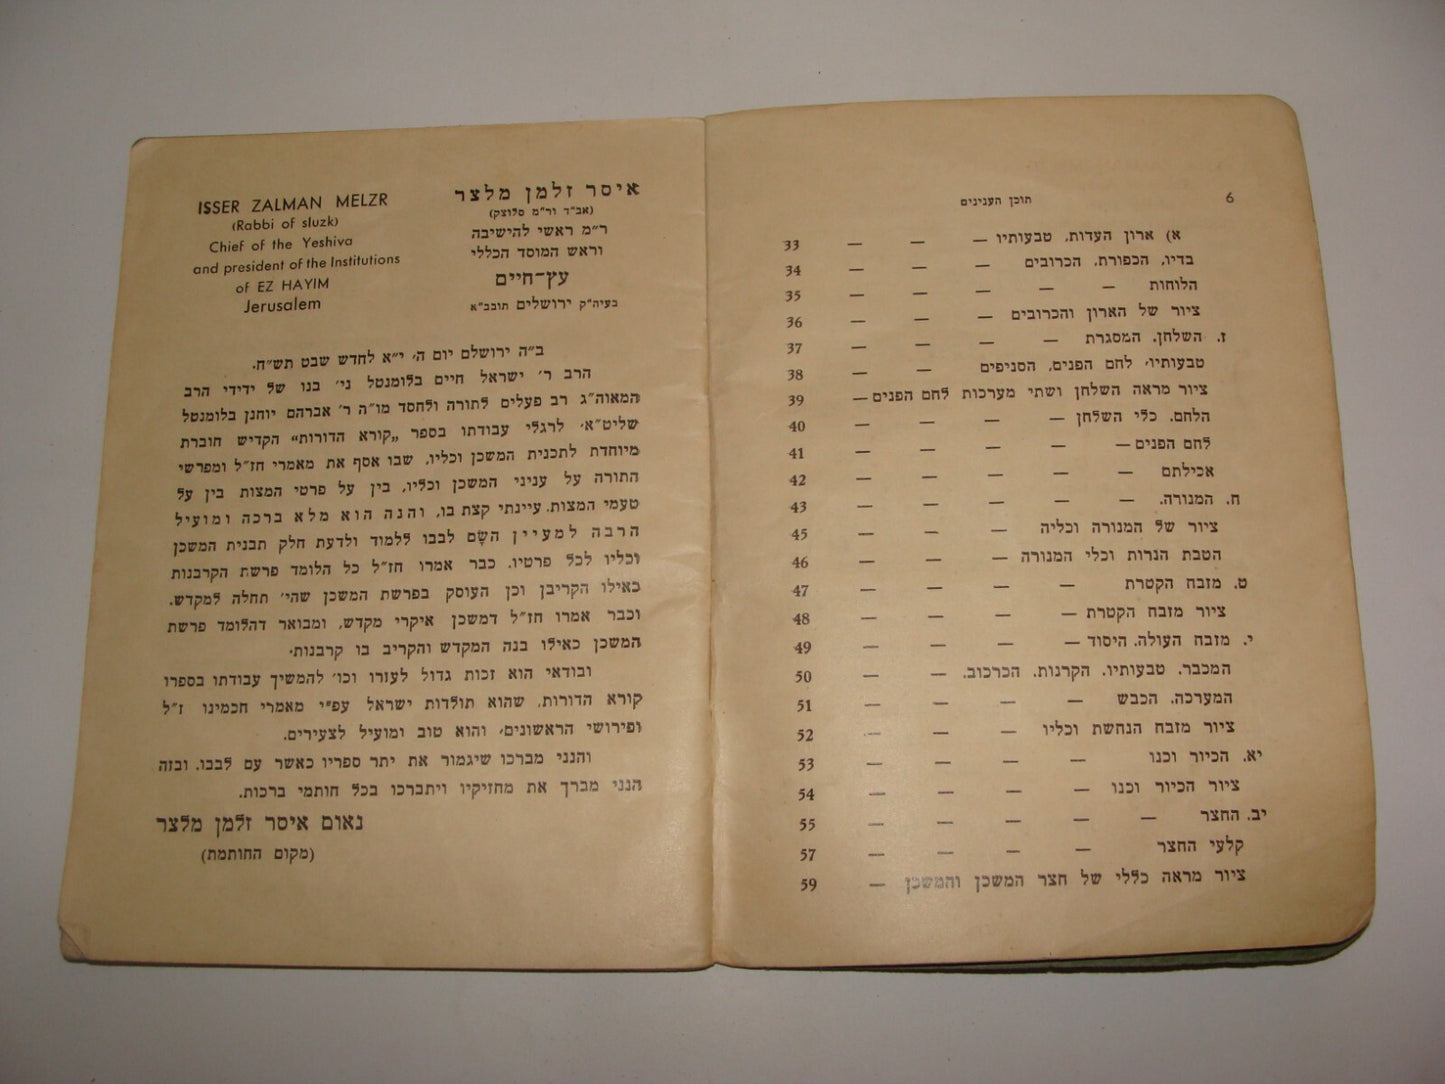 6
תוכן הענינים
א) ארון העדות. טבעותיו — — — 33
בדיו, הכפורת. הכרובים — — — 34
הלוחות — — — — — 35
ציור של הארון והכרובים — — — 36
ז. השלחן. המסגרת — — — — 37
טבעותיו, לחם הפנים, הסניפים — — 38
ציור מראה השלחן ושתי מערכות לחם הפנים — 39
הלחם. כלי השלחן — — — — 40
לחם הפנים — — — — — 41
אכילתם — — — — — 42
ח. המנורה. — — — — — 43
ציור של המנורה וכליה — — — 45
הטבת הנרות וכלי המנורה — — — 46
ט. מזבח הקטרת — — — — 47
ציור מזבח הקטרת — — — — 48
י. מזבח העולה. היסוד — — — — 49
המכבר. טבעותיו. הקרנות. הכרכוב. — — 50
המערכה. הכבש — — — — 51
ציור מזבח הנחשת וכליו — — — 52
יא. הכיור וכנו — — — — 53
ציור הכיור וכנו — — — — 54
יב. החצר — — — — — 55
קלעי החצר — — — — 57
ציור מראה כללי של חצר המשכן והמשכן — 59
איסר זלמן מלצר
(אב"ד ור"מ סלוצק)
ר"מ ראשי להישיבה
וראש המוסד הכללי
עץ-חיים
בעיה"ק ירושלים תובב"א
ISSER ZALMAN MELZR
(Rabbi of sluzk)
Chief of the Yeshiva
and president of the Institutions
of EZ HAYIM
Jerusalem
ב"ה ירושלם יום ה' י"א לחדש שבט תש"ח.
הרב ר' ישראל חיים בלומנטל ני' בנו של ידידי הרב
המאוה"ג רב פעלים לתורה ולחסד מו"ה ר' אברהם יוחנן בלומנטל
שליט"א, לרגלי עבודתו בספר „קורא הדורות" הקדיש חוברת
מיוחדת לתכנית המשכן וכליו, שבו אסף את מאמרי חז"ל ומפרשי
התורה על עניני המשכן וכליו, בין על פרטי המצות בין על
טעמי המצות. עיינתי קצת בו, והנה הוא מלא ברכה ומועיל
הרבה למעיין השָׂם לבבו ללמוד ולדעת חלק תבנית המשכן
וכליו לכל פרטיו. כבר אמרו חז"ל כל הלומד פרשת הקרבנות
כאילו הקריבן וכן העוסק בפרשת המשכן שהי' תחלה למקדש.
וכבר אמרו חז"ל דמשכן איקרי מקדש, ומבואר דהלומד פרשת
המשכן כאילו בנה המקדש והקריב בו קרבנות.
ובודאי הוא זכות גדול לעזרו וכו' להמשיך עבודתו בספרו
קורא הדורות, שהוא תולדות ישראל עפ"י מאמרי חכמינו ז"ל
ופירושי הראשונים, והוא טוב ומועיל לצעירים.
והנני מברכו שיגמור את יתר ספריו כאשר עם לבבו. ובזה
הנני מברך את מחזיקיו ויתברכו בכל חותמי ברכות.
נאום איסר זלמן מלצר
(מקום החותמת)